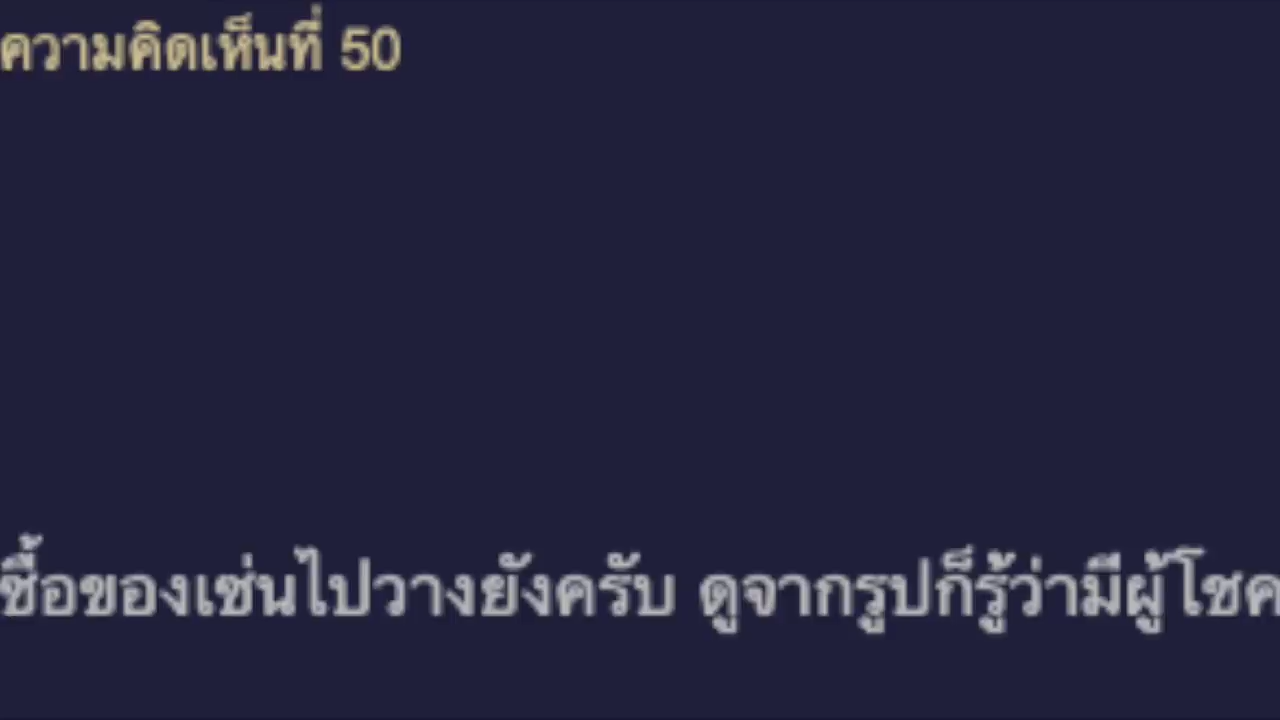 ความคิดเห็นที่ 50
ซื้อของเซ่นไปวางยังครับ ดูจากรูปก็รู้ว่ามีผู้โชค